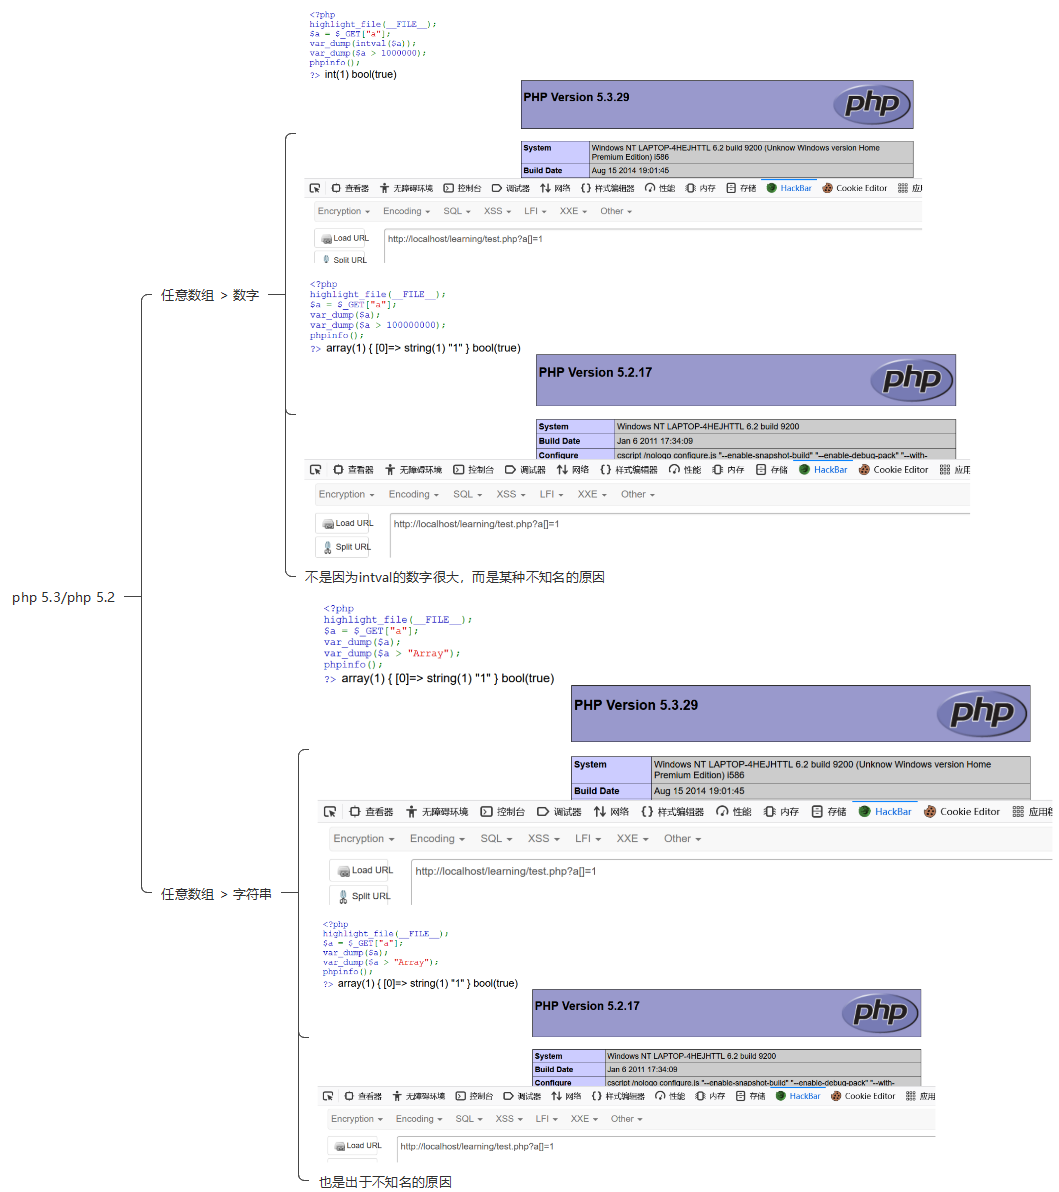 <?php
highlight_file(__FILE__);
$a = $_GET["a"];
var_dump(intval($a));
var_dump($a > 1000000);
phpinfo();
?> int(1) bool(true)
PHP Version 5.3.29
php
System Windows NT LAPTOP-4HEJHTTL 6.2 build 9200 (Unknow Windows version Home
Premium Edition) i586
Build Date Aug 15 2014 19:01:45
查看器 无障碍环境 控制台 调试器 网络 样式编辑器 性能 内存 存储 HackBar Cookie Editor 应
Encryption Encoding SQL XSS LFI XXE Other
Load URL http://localhost/learning/test.php?a[]=1
Split URL
任意数组 > 数字
<?php
highlight_file(__FILE__);
$a = $_GET["a"];
var_dump($a);
var_dump($a > 100000000);
phpinfo();
?> array(1) { [0]=> string(1) "1" } bool(true)
PHP Version 5.2.17
php
System Windows NT LAPTOP-4HEJHTTL 6.2 build 9200
Build Date Jan 6 2011 17:34:09
Configure cscript /nologo configure.js "--enable-snapshot-build" "--enable-debug-pack" "--with-
查看器 无障碍环境 控制台 调试器 网络 样式编辑器 性能 内存 存储 HackBar Cookie Editor 应用
Encryption Encoding SQL XSS LFI XXE Other
Load URL http://localhost/learning/test.php?a[]=1
Split URL
不是因为intval的数字很大，而是某种不知名的原因
php 5.3/php 5.2
<?php
highlight_file(__FILE__);
$a = $_GET["a"];
var_dump($a);
var_dump($a > "Array");
phpinfo();
?> array(1) { [0]=> string(1) "1" } bool(true)
PHP Version 5.3.29
php
System Windows NT LAPTOP-4HEJHTTL 6.2 build 9200 (Unknow Windows version Home
Premium Edition) i586
Build Date Aug 15 2014 19:01:45
查看器 无障碍环境 控制台 调试器 网络 样式编辑器 性能 内存 存储 HackBar Cookie Editor 应用程
Encryption Encoding SQL XSS LFI XXE Other
Load URL http://localhost/learning/test.php?a[]=1
Split URL
任意数组 > 字符串
<?php
highlight_file(__FILE__);
$a = $_GET["a"];
var_dump($a);
var_dump($a > "Array");
phpinfo();
?> array(1) { [0]=> string(1) "1" } bool(true)
PHP Version 5.2.17
php
System Windows NT LAPTOP-4HEJHTTL 6.2 build 9200
Build Date Jan 6 2011 17:34:09
Configure cscript /nologo configure.js "--enable-snapshot-build" "--enable-debug-pack" "--with-
查看器 无障碍环境 控制台 调试器 网络 样式编辑器 性能 内存 存储 HackBar Cookie Editor 应用
Encryption Encoding SQL XSS LFI XXE Other
Load URL http://localhost/learning/test.php?a[]=1
也是出于不知名的原因